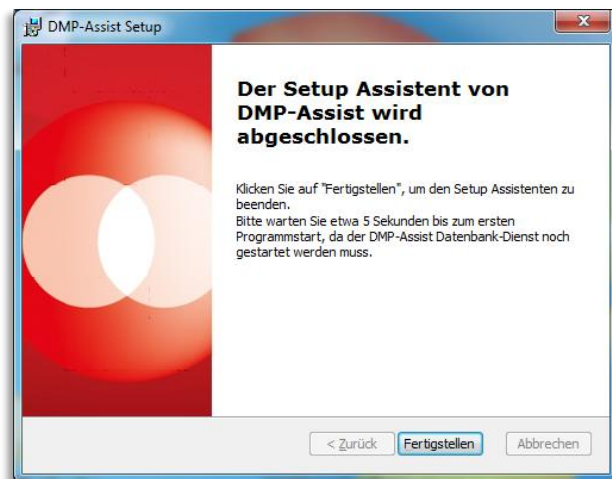 DMP-Assist Setup
Der Setup Assistent von
DMP-Assist wird
abgeschlossen.
Klicken Sie auf "Fertigstellen", um den Setup Assistenten zu
beenden.
Bitte warten Sie etwa 5 Sekunden bis zum ersten
Programmstart, da der DMP-Assist Datenbank-Dienst noch
gestartet werden muss.
< Zurück Fertigstellen Abbrechen